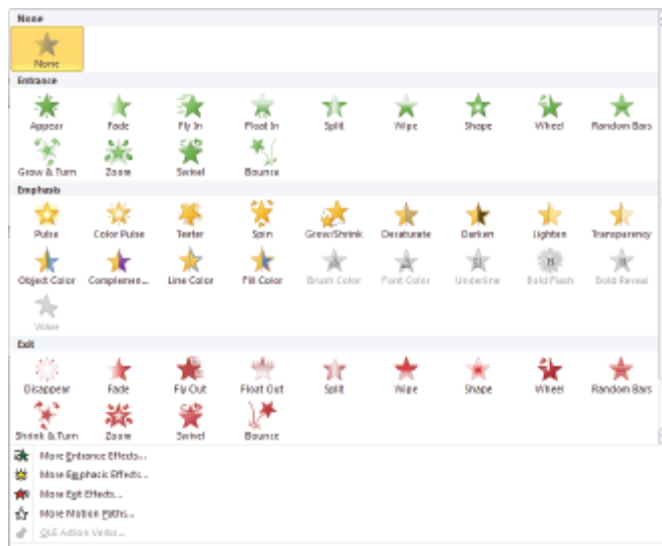 None
None
Entrance
Appear Fade Fly In Float In Split Wipe Shape Wheel Random Bars
Grow & Turn Zoom Swivel Bounce
Emphasis
Pulse Color Pulse Teeter Spin Grow/Shrink Desaturate Darken Lighten Transparency
Object Color Complemen... Line Color Fill Color Brush Color Font Color Underline Bold Flash Bold Reveal
Wave
Exit
Disappear Fade Fly Out Float Out Split Wipe Shape Wheel Random Bars
Shrink & Turn Zoom Swivel Bounce
More Entrance Effects...
More Emphasis Effects...
More Exit Effects...
More Motion Paths...
OLE Action Verbs...